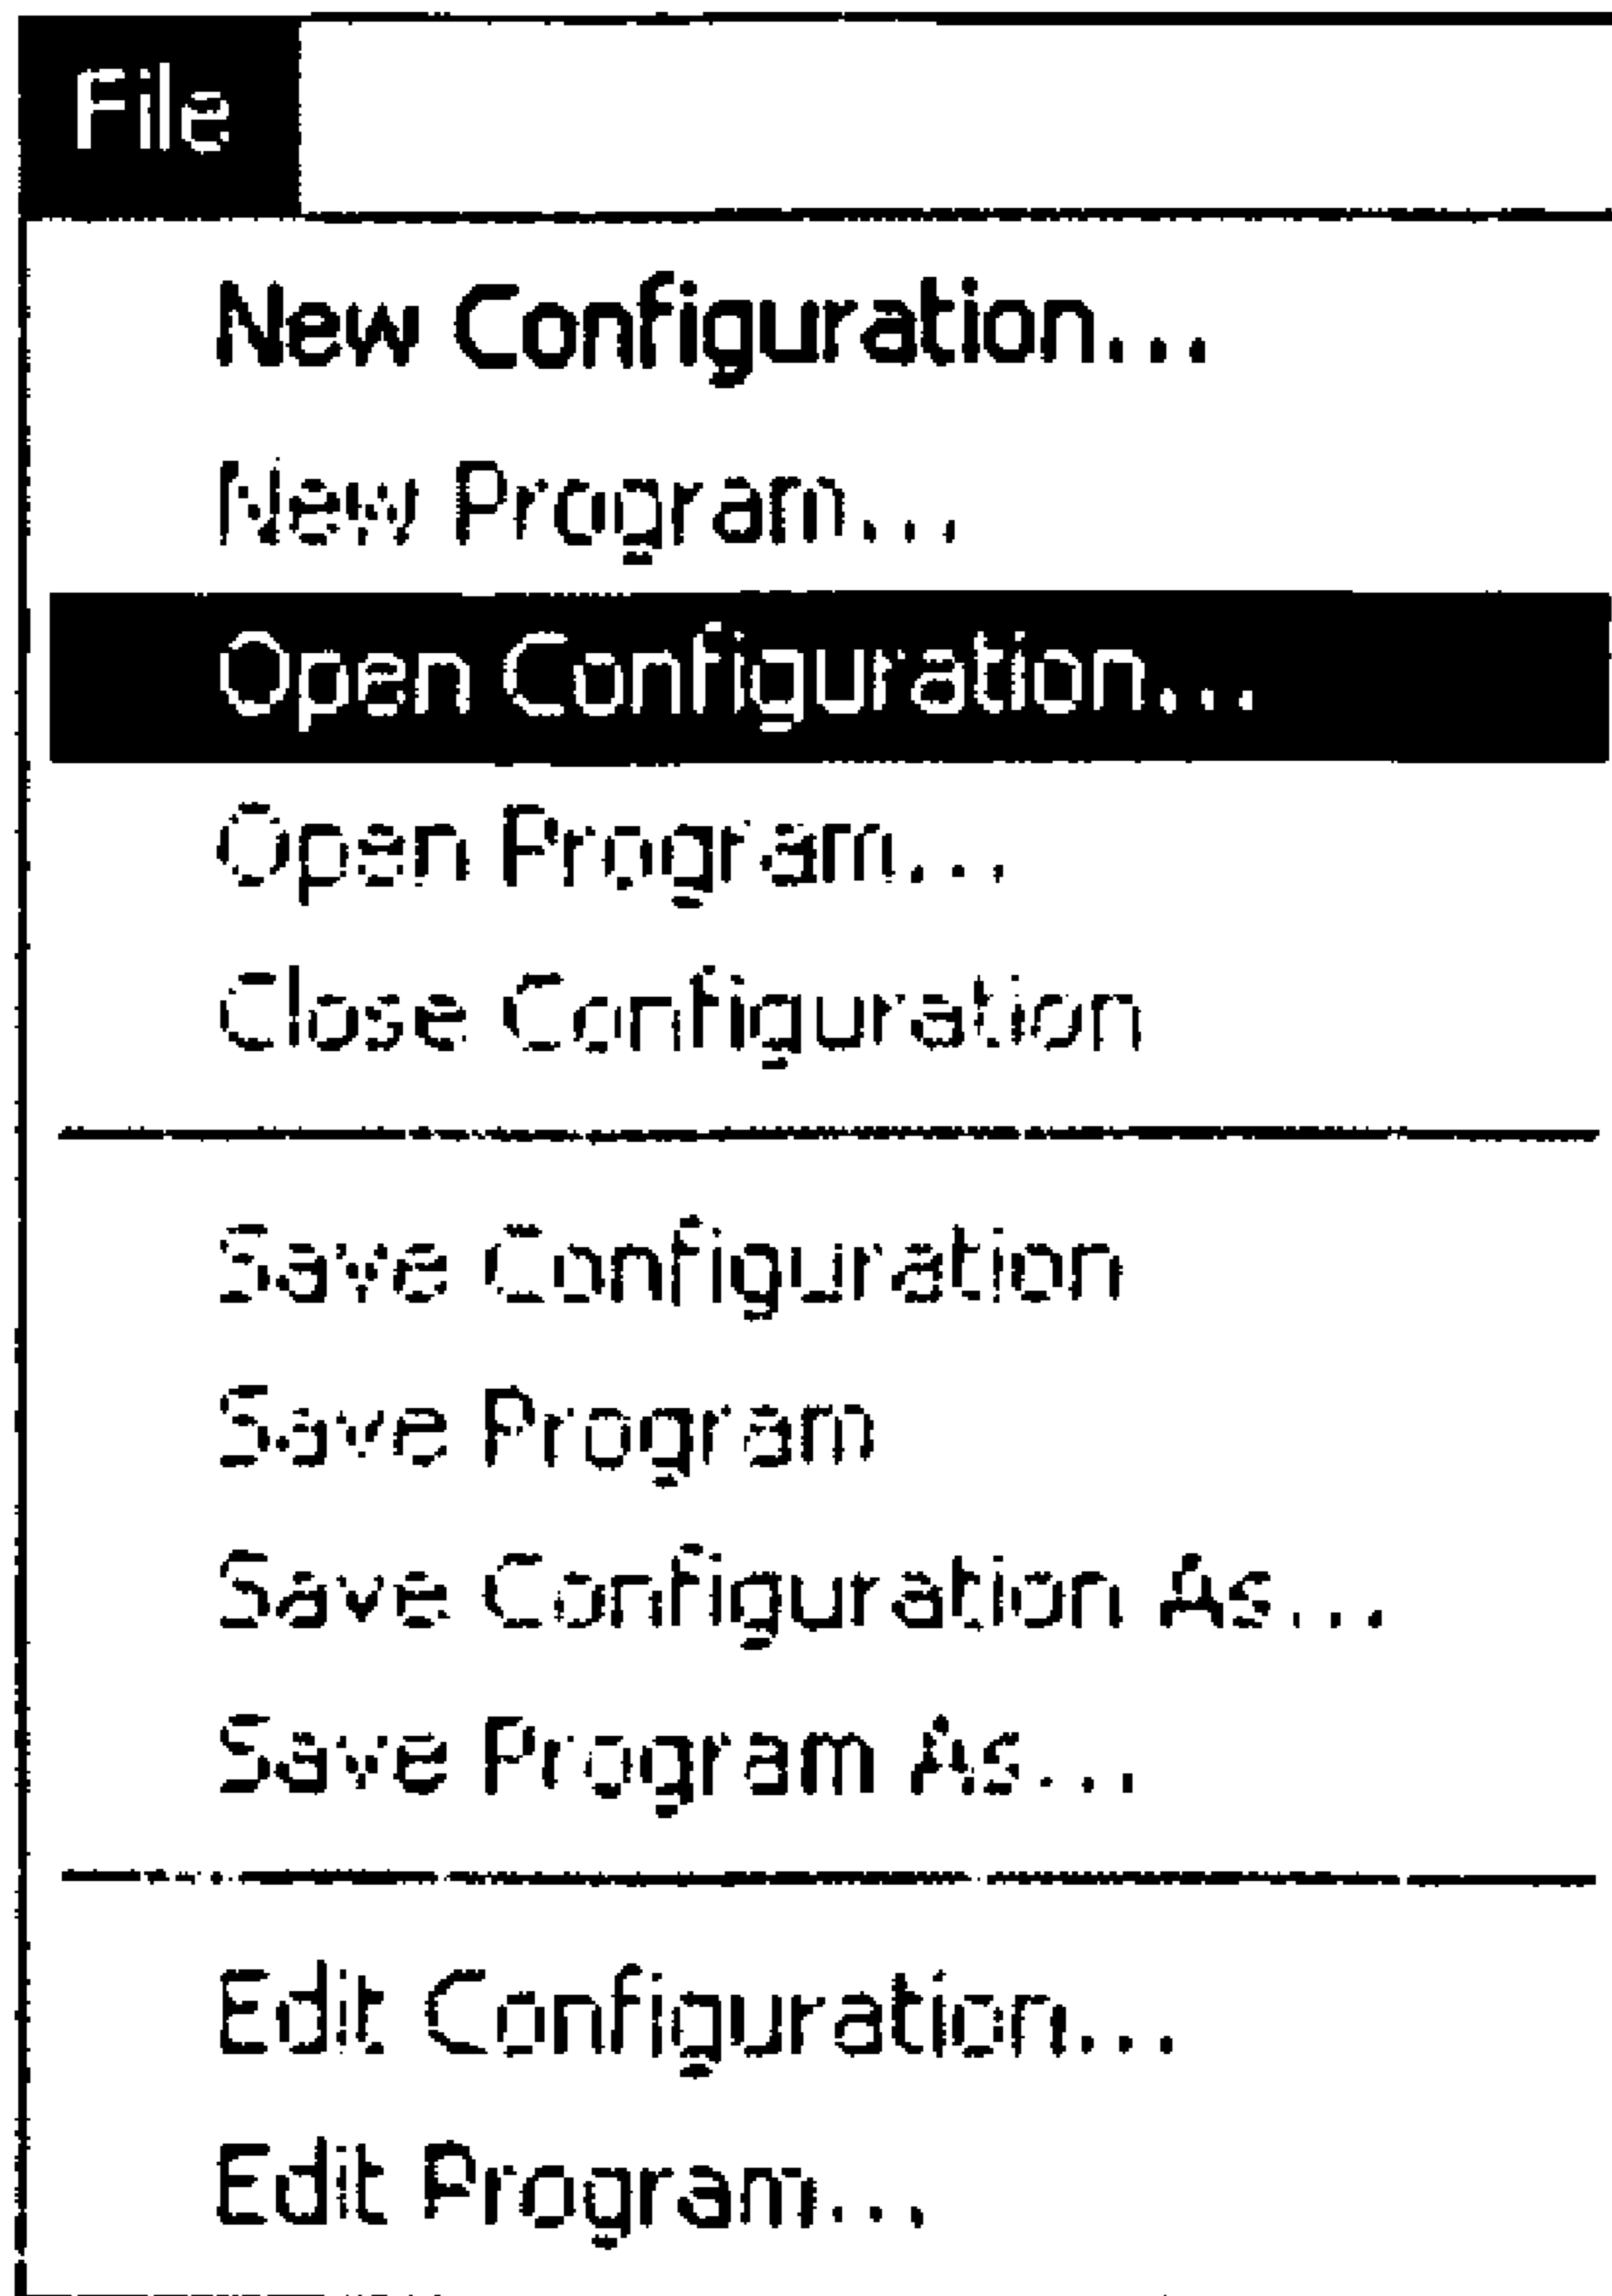 File
New Configuration...
New Program...
Open Configuration...
Open Program...
Close Configuration
Save Configuration
Save Program
Save Configuration As...
Save Program As...
Edit Configuration...
Edit Program...